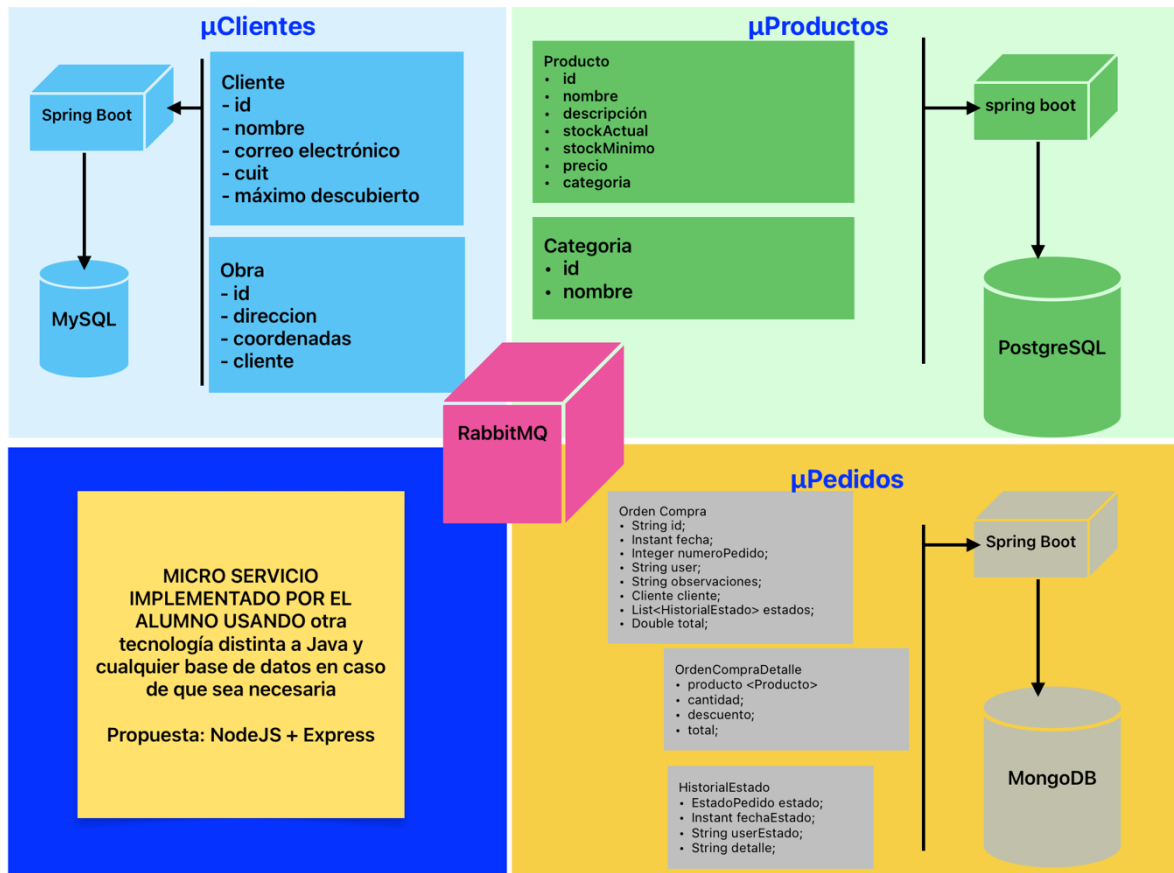 µClientes
Spring Boot
MySQL
Cliente
- id
- nombre
- correo electrónico
- cuit
- máximo descubierto
Obra
- id
- direccion
- coordenadas
- cliente
µProductos
Producto
• id
• nombre
• descripción
• stockActual
• stockMinimo
• precio
• categoria
Categoria
• id
• nombre
spring boot
PostgreSQL
RabbitMQ
MICRO SERVICIO
IMPLEMENTADO POR EL
ALUMNO USANDO otra
tecnología distinta a Java y
cualquier base de datos en caso
de que sea necesaria
Propuesta: NodeJS + Express
µPedidos
Orden Compra
• String id;
• Instant fecha;
• Integer numeroPedido;
• String user;
• String observaciones;
• Cliente cliente;
• List<HistorialEstado> estados;
• Double total;
OrdenCompraDetalle
• producto <Producto>
• cantidad;
• descuento;
• total;
HistorialEstado
• EstadoPedido estado;
• Instant fechaEstado;
• String userEstado;
• String detalle;
Spring Boot
MongoDB